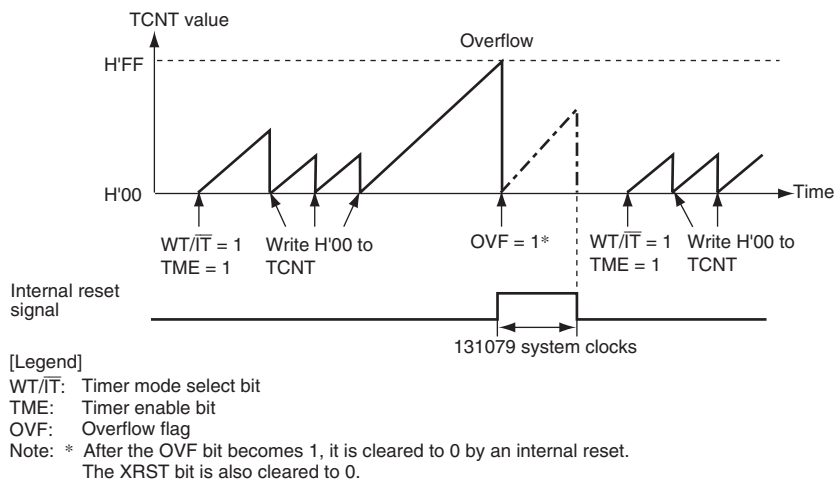 TCNT value
Overflow
H'FF
H'00
Time
WT/IT = 1
TME = 1
Write H'00 to
TCNT
OVF = 1*
WT/IT = 1
TME = 1
Write H'00 to
TCNT
Internal reset
signal
131079 system clocks
[Legend]
WT/IT: Timer mode select bit
TME: Timer enable bit
OVF: Overflow flag
Note: * After the OVF bit becomes 1, it is cleared to 0 by an internal reset.
The XRST bit is also cleared to 0.